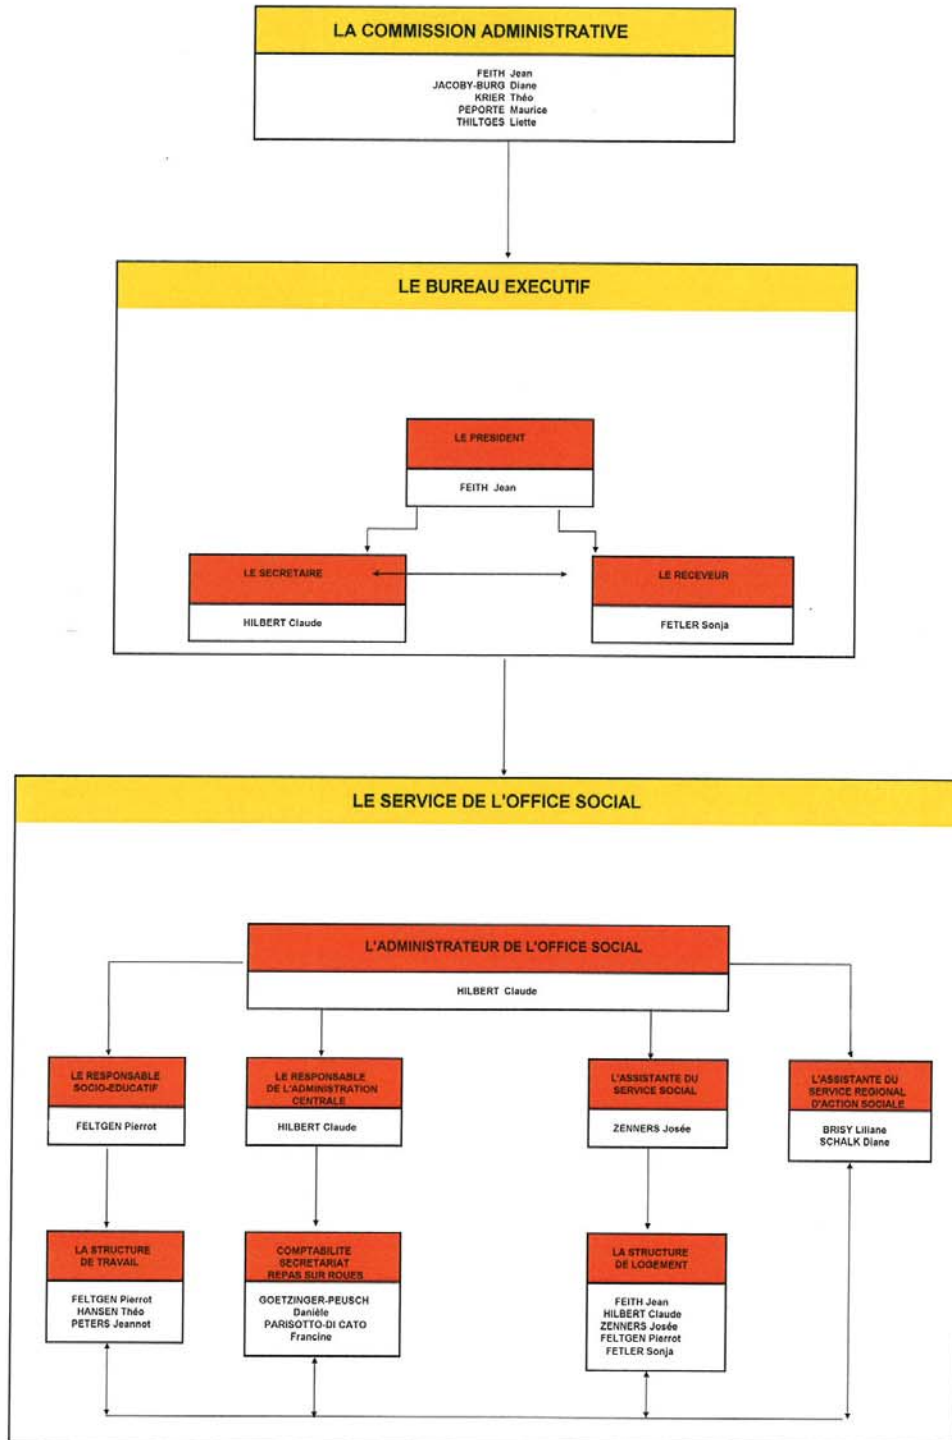 LA COMMISSION ADMINISTRATIVE
FEITH Jean
JACOBY-BURG Diane
KRIER Théo
PEPORTE Maurice
THILTGES Liette
LE BUREAU EXECUTIF
LE PRESIDENT
FEITH Jean
LE SECRETAIRE
HILBERT Claude
LE RECEVEUR
FETLER Sonja
LE SERVICE DE L'OFFICE SOCIAL
L'ADMINISTRATEUR DE L'OFFICE SOCIAL
HILBERT Claude
LE RESPONSABLE
SOCIO-EDUCATIF
FELTGEN Pierrot
LE RESPONSABLE
DE L'ADMINISTRATION
CENTRALE
HILBERT Claude
L'ASSISTANTE DU
SERVICE SOCIAL
ZENNERS Josée
L'ASSISTANTE DU
SERVICE REGIONAL
D'ACTION SOCIALE
BRISY Liliane
SCHALK Diane
LA STRUCTURE
DE TRAVAIL
FELTGEN Pierrot
HANSEN Théo
PETERS Jeannot
COMPTABILITE
SECRETARIAT
REPAS SUR ROUES
GOETZINGER-PEUSCH
Danièle
PARISOTTO-DI CATO
Francine
LA STRUCTURE
DE LOGEMENT
FEITH Jean
HILBERT Claude
ZENNERS Josée
FELTGEN Pierrot
FETLER Sonja